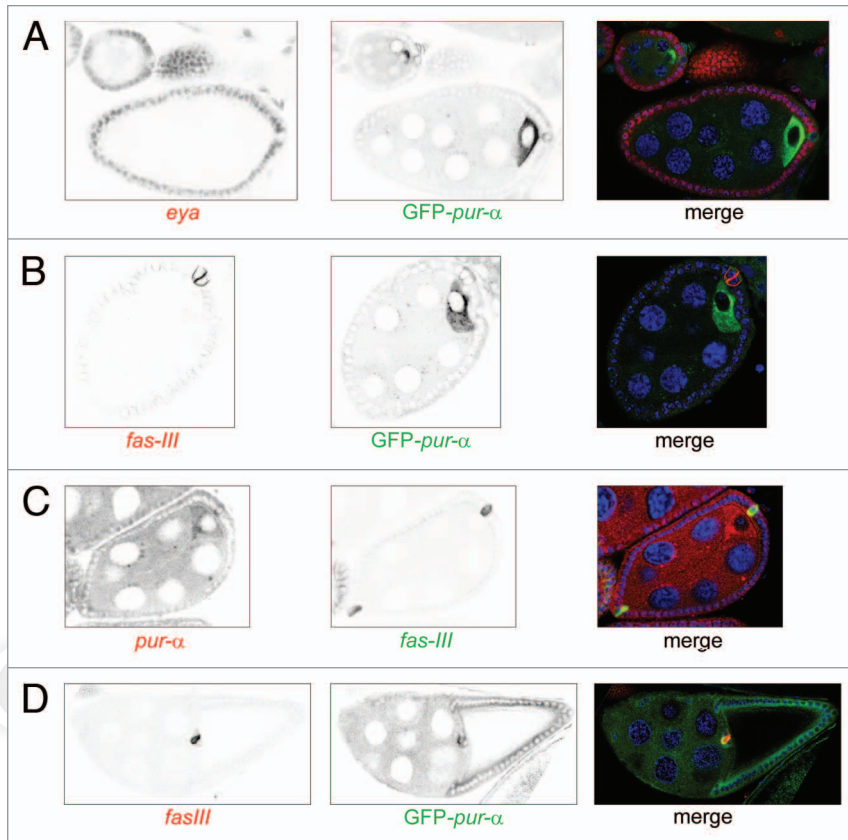 A
eya GFP-pur-α merge
B
fas-III GFP-pur-α merge
C
pur-α fas-III merge
D
fasIII GFP-pur-α merge